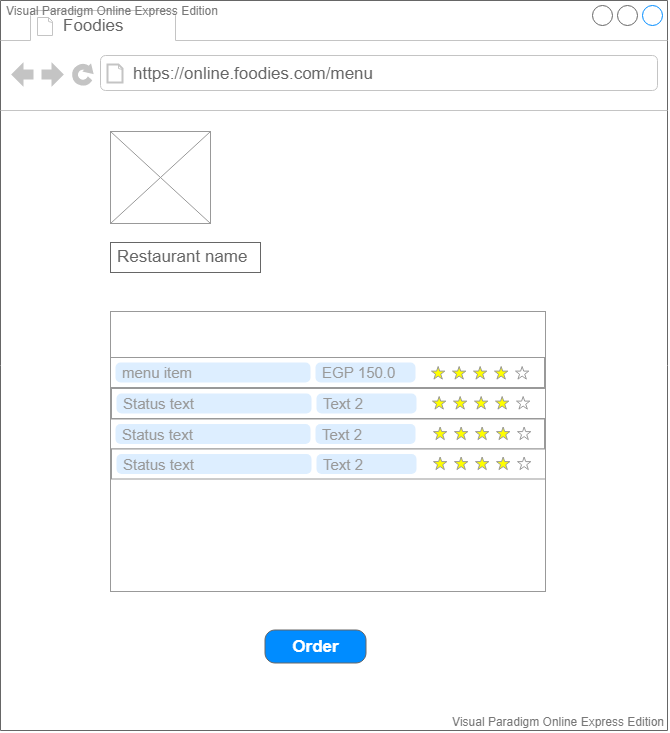 Visual Paradigm Online Express Edition
Foodies
https://online.foodies.com/menu
Restaurant name
menu item EGP 150.0
Status text Text 2
Status text Text 2
Status text Text 2
Order
Visual Paradigm Online Express Edition